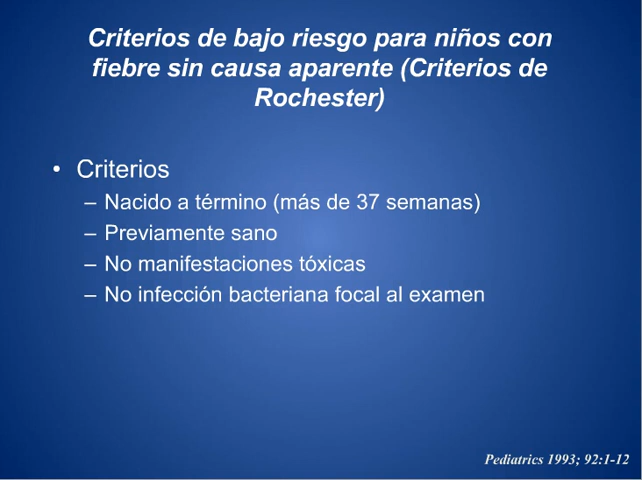 Criterios de bajo riesgo para niños con
fiebre sin causa aparente (Criterios de
Rochester)
• Criterios
– Nacido a término (más de 37 semanas)
– Previamente sano
– No manifestaciones tóxicas
– No infección bacteriana focal al examen
Pediatrics 1993; 92:1-12